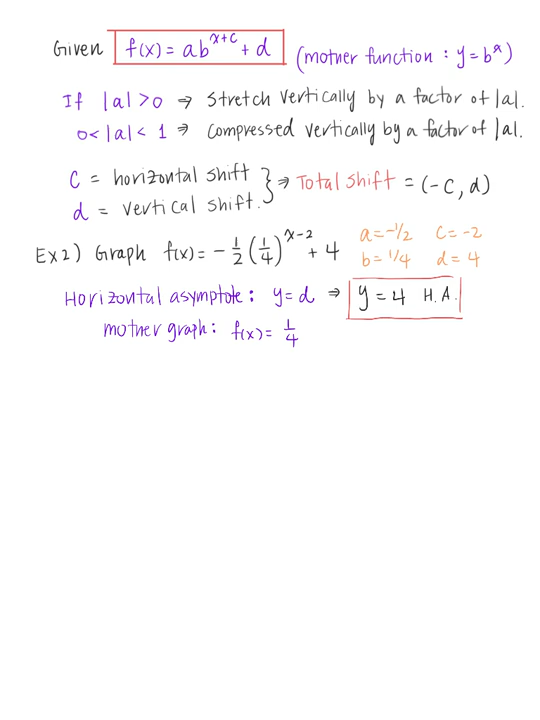 Given f(x) = ab^(x+c) + d (mother function : y = b^x)
If |a| > 0 ⇒ Stretch vertically by a factor of |a|.
0 < |a| < 1 ⇒ Compressed vertically by a factor of |a|.
C = horizontal shift
d = vertical shift. } ⇒ Total shift = (-c, d)
Ex 2) Graph f(x) = -1/2 (1/4)^(x-2) + 4 a = -1/2 c = -2
b = 1/4 d = 4
Horizontal asymptote : y = d ⇒ y = 4 H.A.
mother graph : f(x) = 1/4